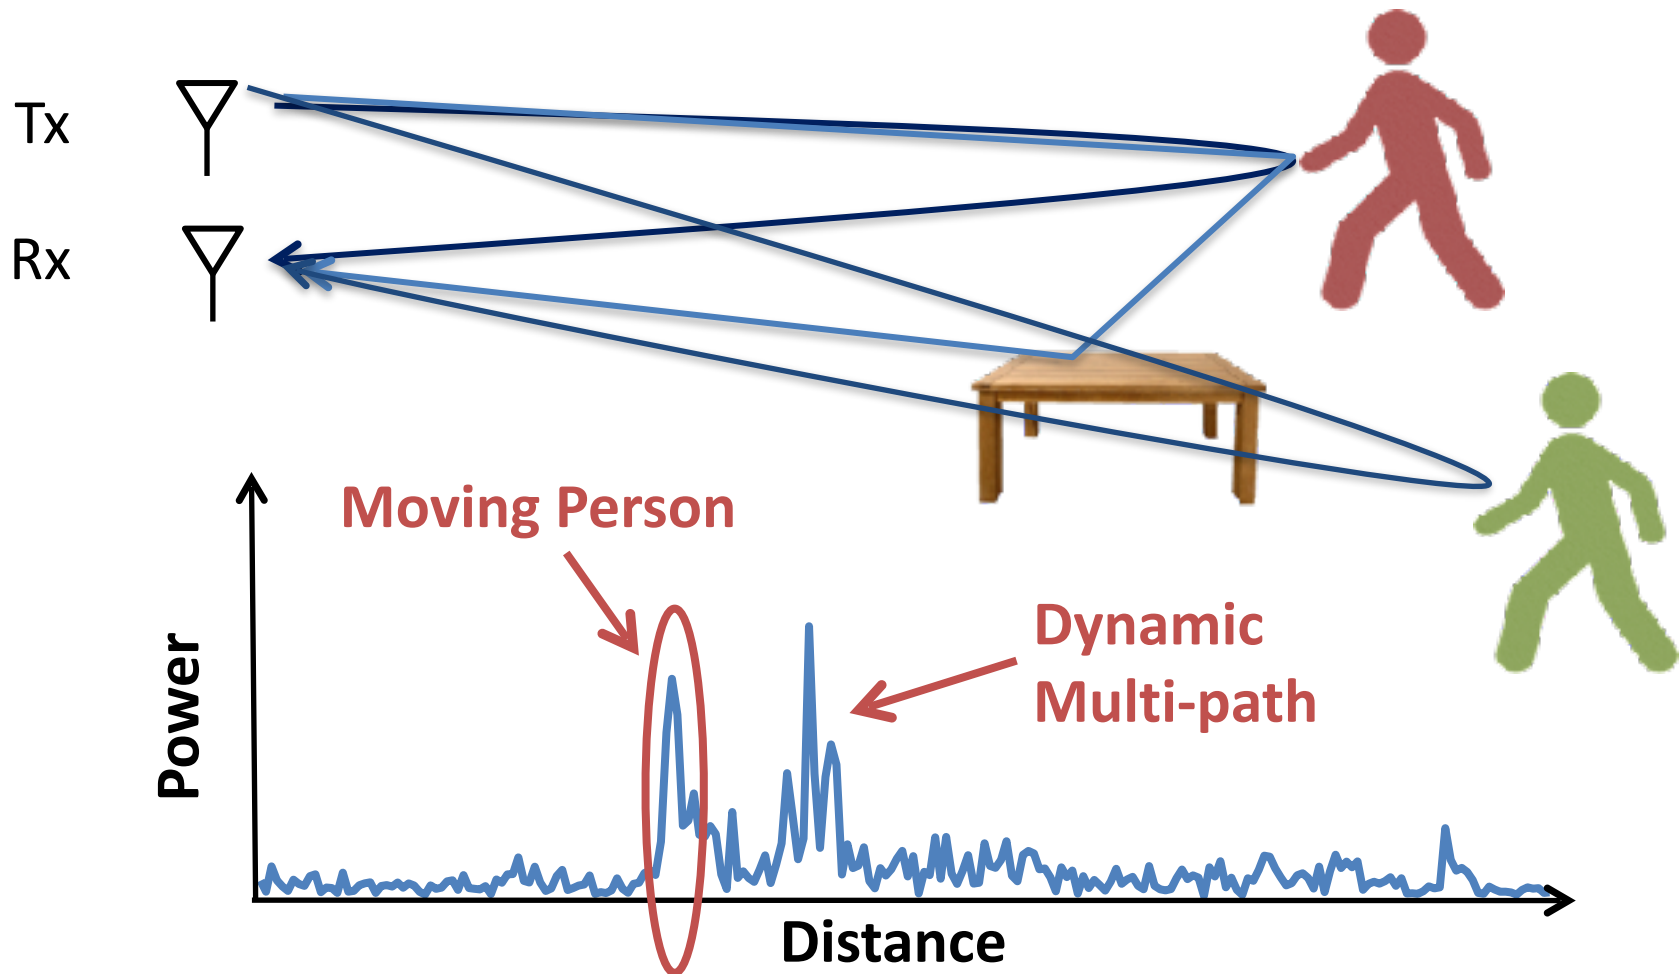 Tx
Rx
Moving Person
Dynamic
Multi-path
Power
Distance